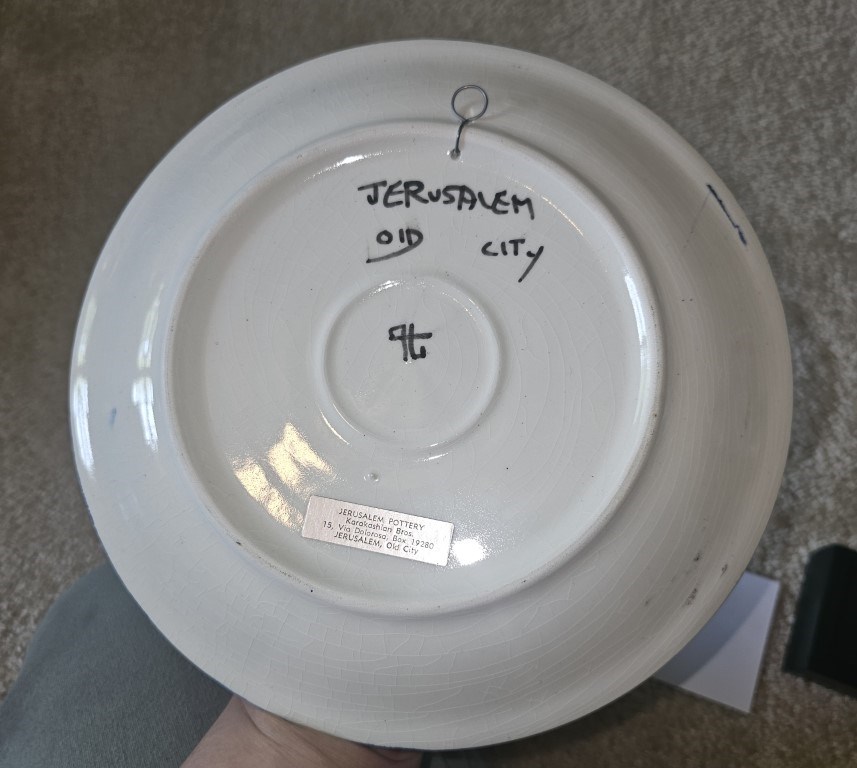 JERUSALEM
OlD CITy
JERUSALEM POTTERY
Karakashian Bros.
15, Via Dolorosa, Box 19280
JERUSALEM, Old City